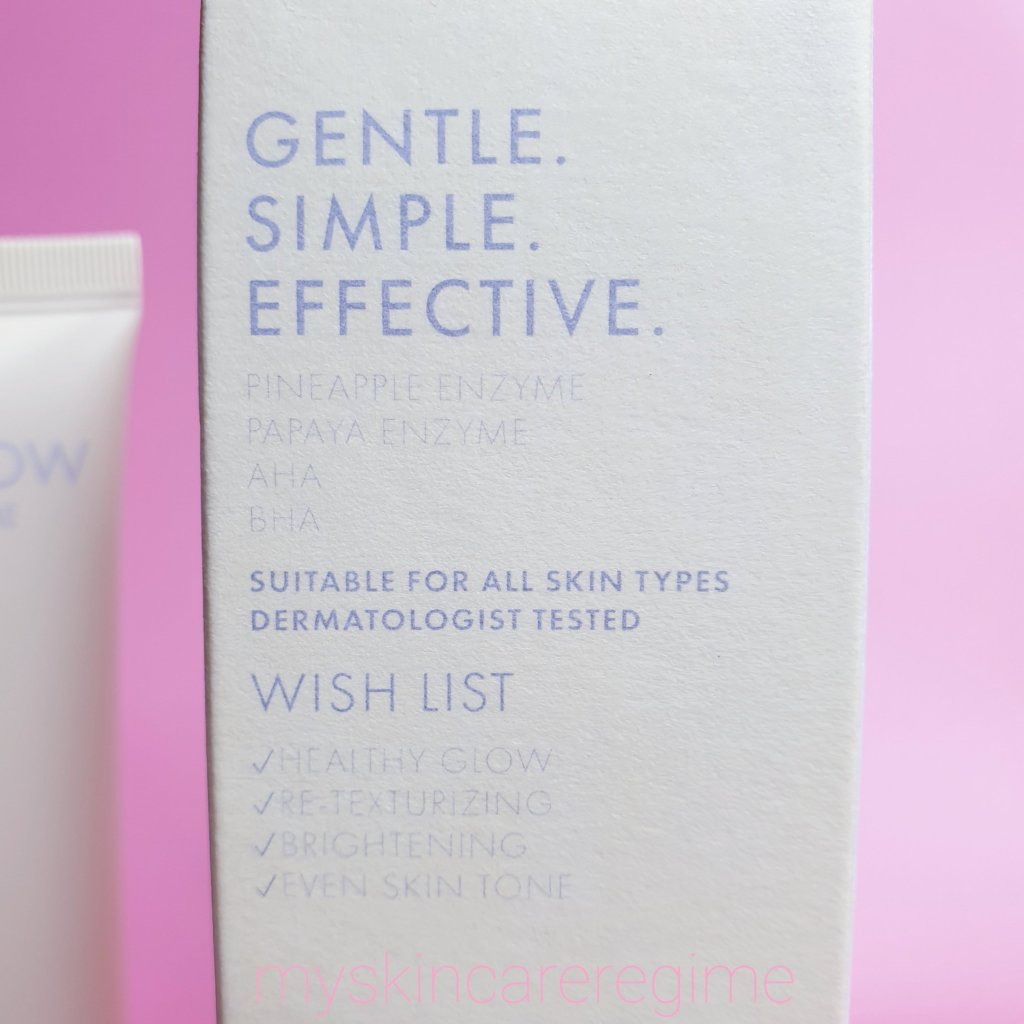 GENTLE.
SIMPLE.
EFFECTIVE.
PINEAPPLE ENZYME
PAPAYA ENZYME
AHA
BHA
SUITABLE FOR ALL SKIN TYPES
DERMATOLOGIST TESTED
WISH LIST
✓HEALTHY GLOW
✓RE-TEXTURIZING
✓BRIGHTENING
✓EVEN SKIN TONE
myskincareregime